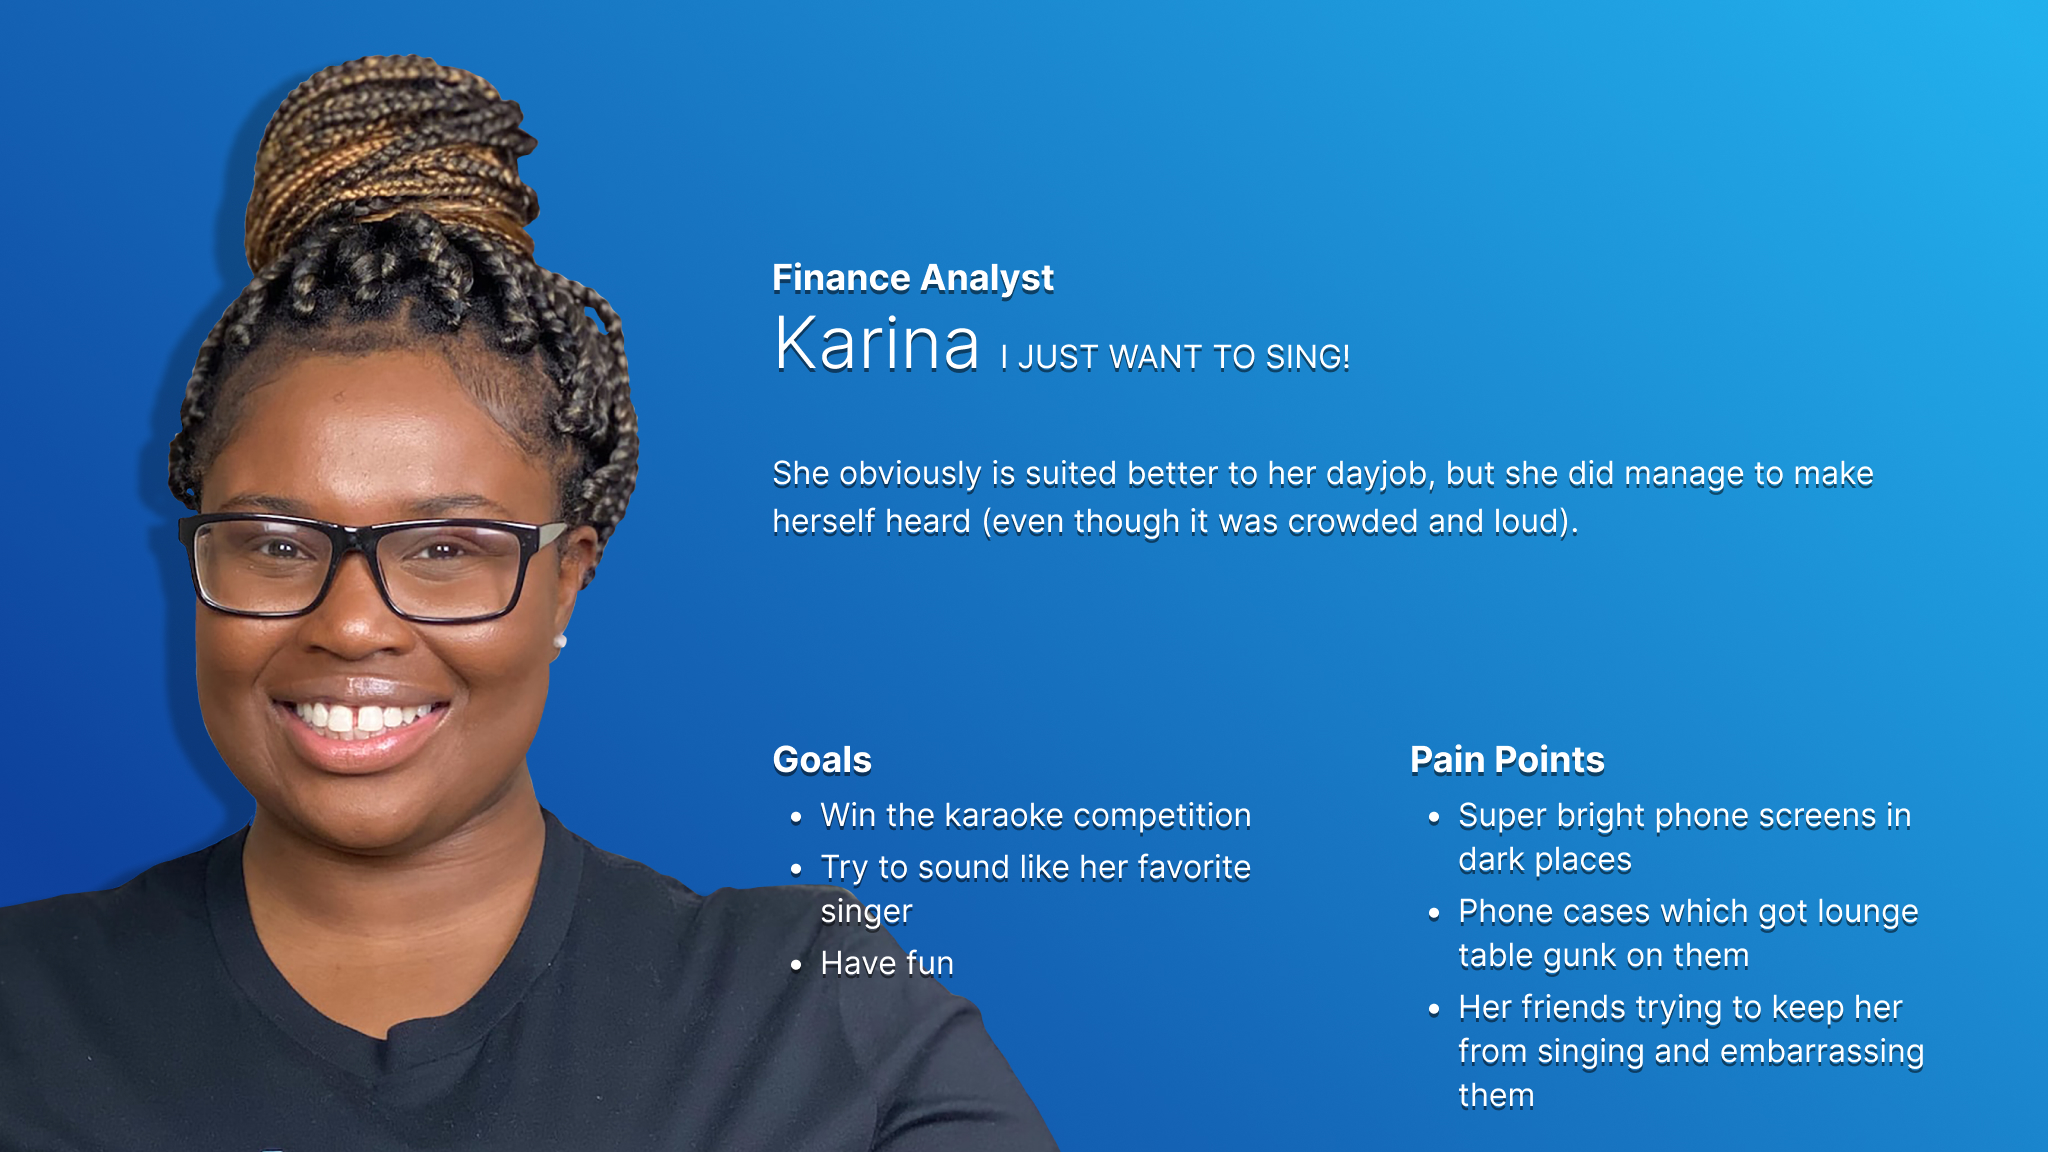 Finance Analyst
Karina I JUST WANT TO SING!
She obviously is suited better to her dayjob, but she did manage to make
herself heard (even though it was crowded and loud).
Goals
• Win the karaoke competition
• Try to sound like her favorite
singer
• Have fun
Pain Points
• Super bright phone screens in
dark places
• Phone cases which got lounge
table gunk on them
• Her friends trying to keep her
from singing and embarrassing
them